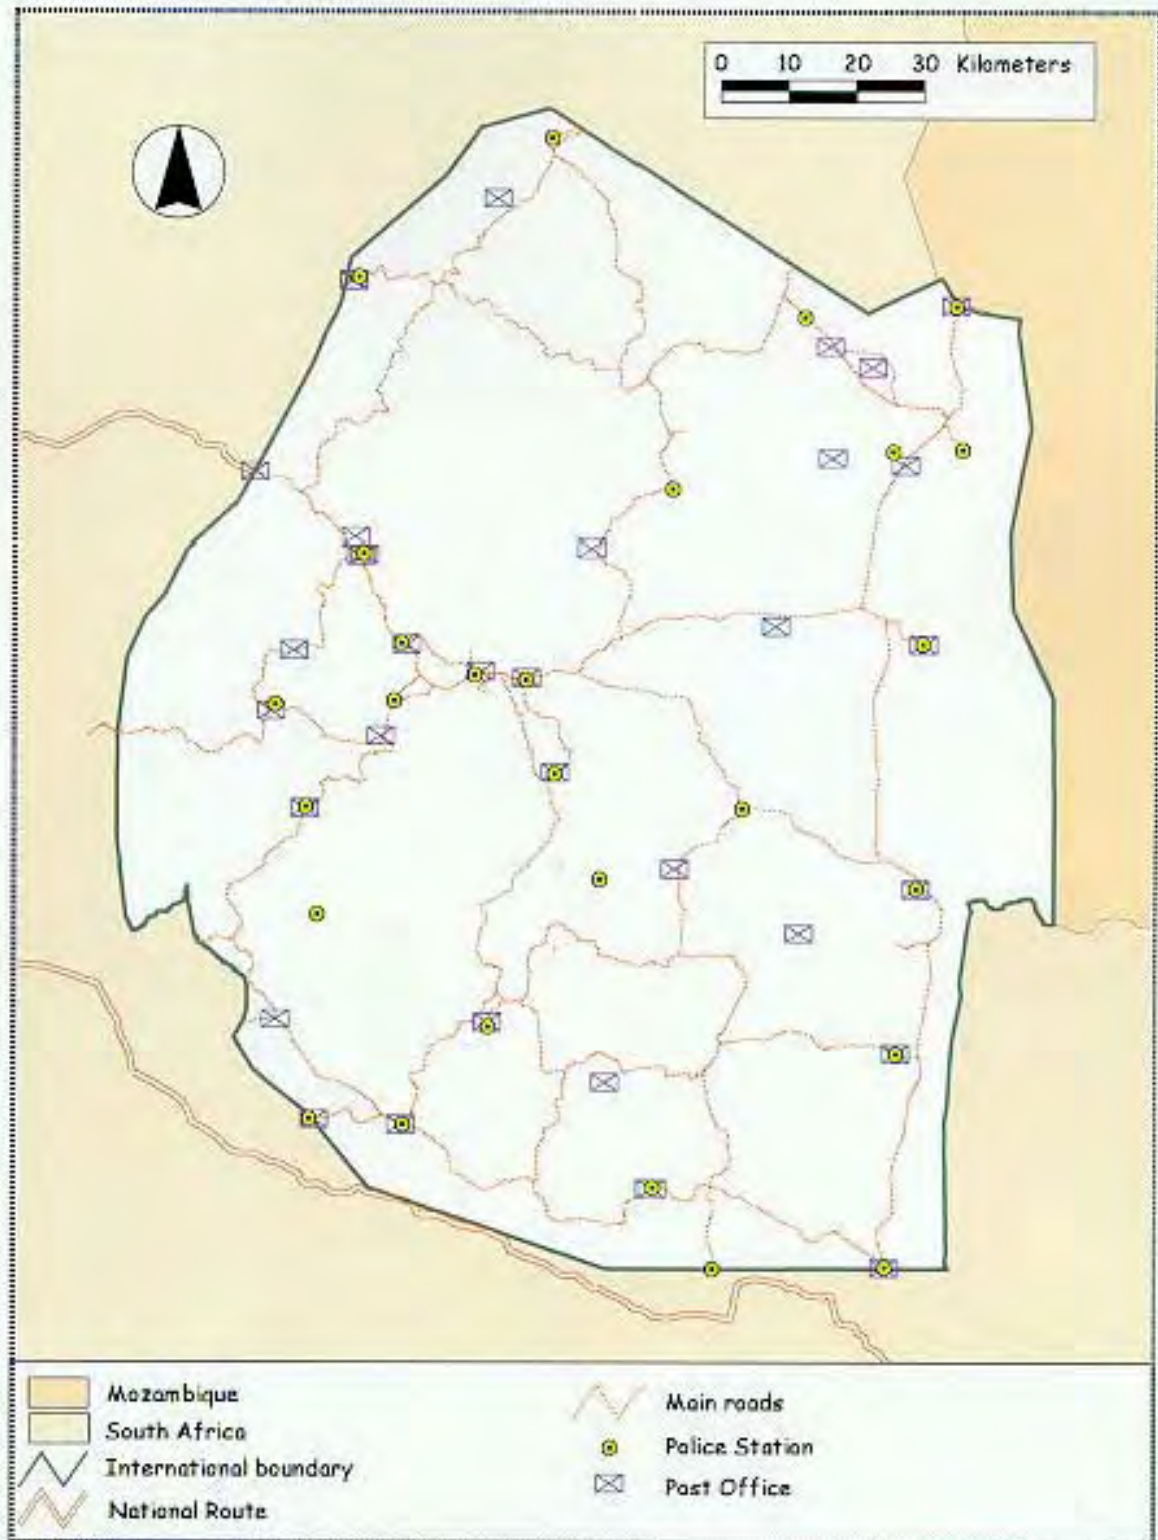 0 10 20 30 Kilometers
Mozambique
South Africa
International boundary
National Route
Main roads
Police Station
Post Office